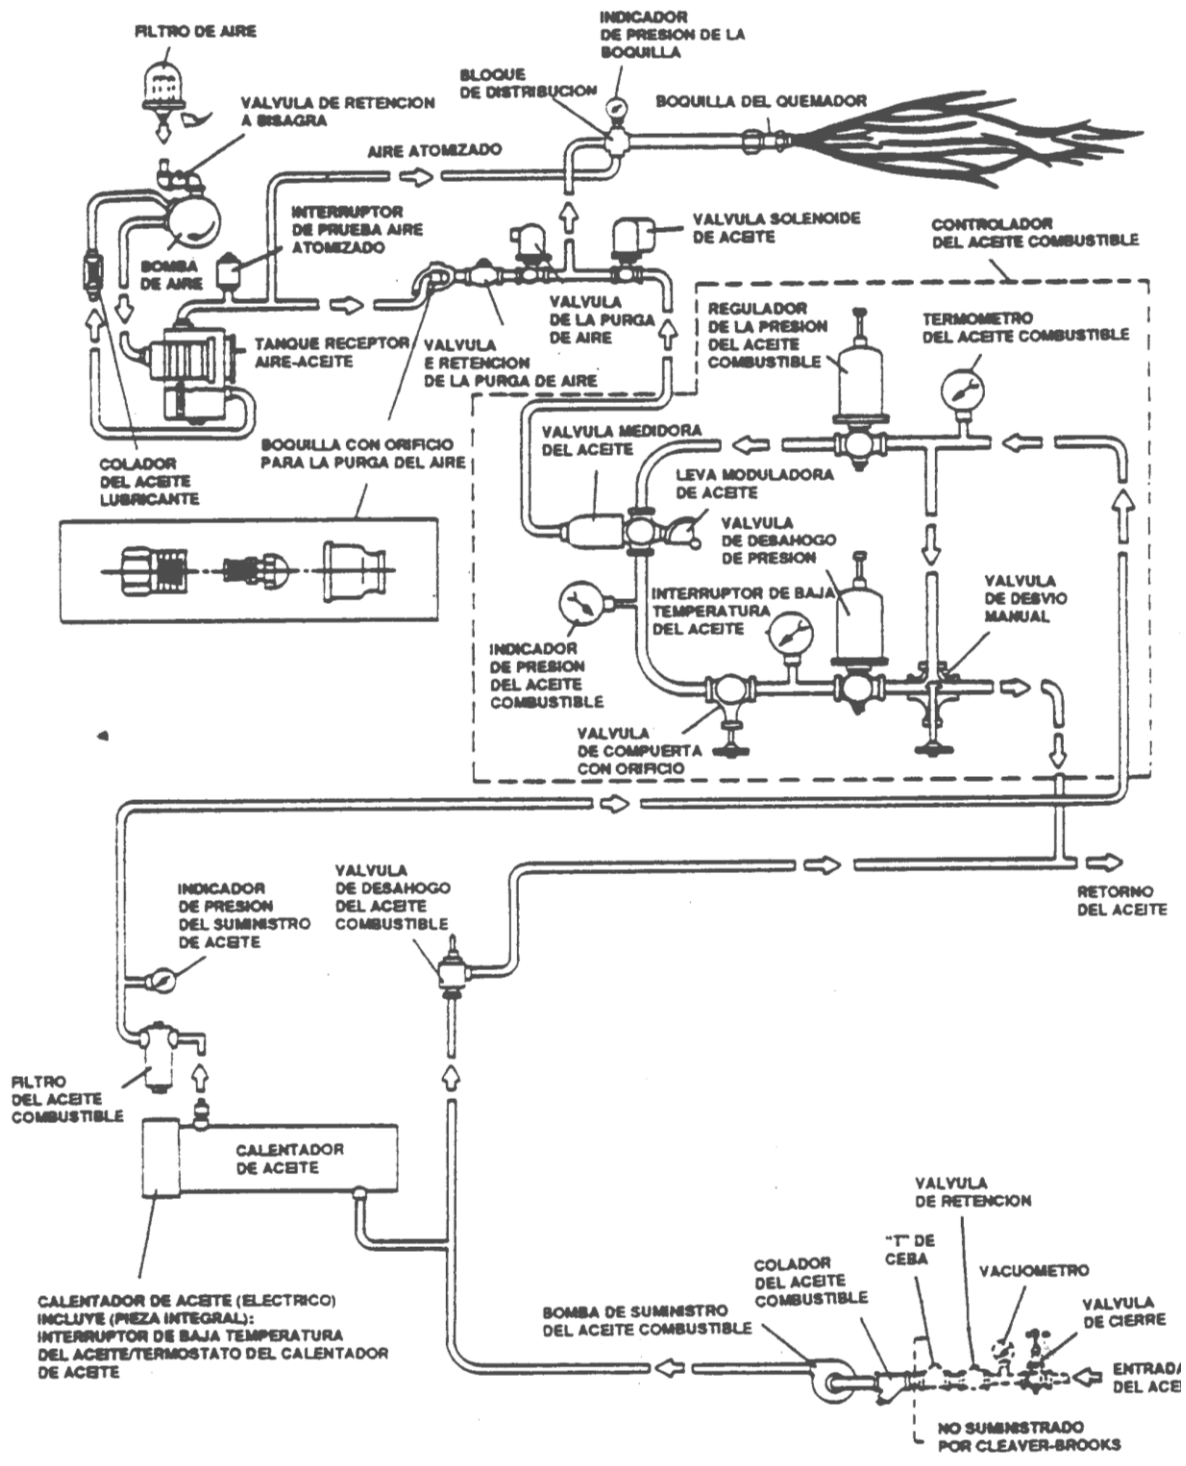 FILTRO DE AIRE
INDICADOR
DE PRESION DE LA
BOQUILLA
BLOQUE
DE DISTRIBUCION
VALVULA DE RETENCION
A BISAGRA
BOQUILLA DEL QUEMADOR
AIRE ATOMIZADO
INTERRUPTOR
DE PRUEBA AIRE
ATOMIZADO
VALVULA SOLENOIDE
DE ACEITE
CONTROLADOR
DEL ACEITE COMBUSTIBLE
BOMBA
DE AIRE
VALVULA
DE LA PURGA
DE AIRE
REGULADOR
DE LA PRESION
DEL ACEITE
COMBUSTIBLE
TERMOMETRO
DEL ACEITE COMBUSTIBLE
TANQUE RECEPTOR
AIRE-ACEITE
VALVULA
E RETENCION
DE LA PURGA DE AIRE
BOQUILLA CON ORIFICIO
PARA LA PURGA DEL AIRE
VALVULA MEDIDORA
DEL ACEITE
COLADOR
DEL ACEITE
LUBRICANTE
LEVA MODULADORA
DE ACEITE
VALVULA
DE DESAHOGO
DE PRESION
INTERRUPTOR DE BAJA
TEMPERATURA
DEL ACEITE
VALVULA
DE DESVIO
MANUAL
INDICADOR
DE PRESION
DEL ACEITE
COMBUSTIBLE
VALVULA
DE COMPUERTA
CON ORIFICIO
INDICADOR
DE PRESION
DEL SUMINISTRO
DE ACEITE
VALVULA
DE DESAHOGO
DEL ACEITE
COMBUSTIBLE
RETORNO
DEL ACEITE
FILTRO
DEL ACEITE
COMBUSTIBLE
CALENTADOR
DE ACEITE
VALVULA
DE RETENCION
"T" DE
CEBA
COLADOR
DEL ACEITE
COMBUSTIBLE
VACUOMETRO
CALENTADOR DE ACEITE (ELECTRICO)
INCLUYE (PIEZA INTEGRAL):
INTERRUPTOR DE BAJA TEMPERATURA
DEL ACEITE/TERMOSTATO DEL CALENTADOR
DE ACEITE
BOMBA DE SUMINISTRO
DEL ACEITE COMBUSTIBLE
VALVULA
DE CIERRE
ENTRADA
DEL ACE
NO SUMINISTRADO
POR CLEAVER-BROOKS